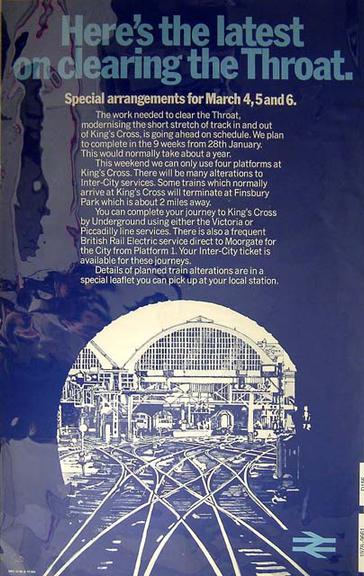 Here's the latest
on clearing the Throat.
Special arrangements for March 4, 5 and 6.
The work needed to clear the Throat,
modernising the short stretch of track in and out
of King's Cross, is going ahead on schedule. We plan
to complete in the 9 weeks from 28th January.
This would normally take about a year.
This weekend we can only use four platforms at
King's Cross. There will be many alterations to
Inter-City services. Some trains which normally
arrive at King's Cross will terminate at Finsbury
Park which is about 2 miles away.
You can complete your journey to King's Cross
by Underground using either the Victoria or
Piccadilly line services. There is also a frequent
British Rail Electric service direct to Moorgate for
the City from Platform 1. Your Inter-City ticket is
available for these journeys.
Details of planned train alterations are in a
special leaflet you can pick up at your local station.